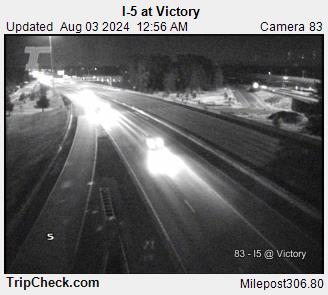 I-5 at Victory
Updated Aug 03 2024 12:56 AM Camera 83
S
83 - I5 @ Victory
TripCheck.com Milepost306.80